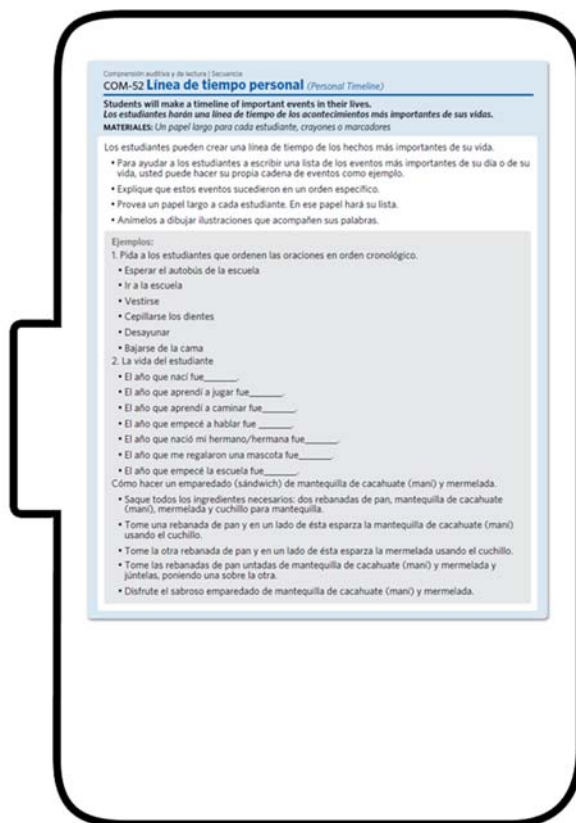 Comprensión auditiva y de lectura | Secuencia
COM-52 Línea de tiempo personal (Personal Timeline)
Students will make a timeline of important events in their lives.
Los estudiantes harán una línea de tiempo de los acontecimientos más importantes de sus vidas.
MATERIALES: Un papel largo para cada estudiante, crayones o marcadores
Los estudiantes pueden crear una línea de tiempo de los hechos más importantes de su vida.
• Para ayudar a los estudiantes a escribir una lista de los eventos más importantes de su día o de su
vida, usted puede hacer su propia cadena de eventos como ejemplo.
• Explique que estos eventos sucedieron en un orden específico.
• Provea un papel largo a cada estudiante. En ese papel hará su lista.
• Anímelos a dibujar ilustraciones que acompañen sus palabras.
Ejemplos:
1. Pida a los estudiantes que ordenen las oraciones en orden cronológico.
• Esperar el autobús de la escuela
• Ir a la escuela
• Vestirse
• Cepillarse los dientes
• Desayunar
• Bajarse de la cama
2. La vida del estudiante
• El año que nací fue______.
• El año que aprendí a jugar fue______.
• El año que aprendí a caminar fue______.
• El año que empecé a hablar fue ______.
• El año que nació mi hermano/hermana fue______.
• El año que me regalaron una mascota fue______.
• El año que empecé la escuela fue______.
Cómo hacer un emparedado (sándwich) de mantequilla de cacahuate (maní) y mermelada.
• Saque todos los ingredientes necesarios: dos rebanadas de pan, mantequilla de cacahuate
(maní), mermelada y cuchillo para mantequilla.
• Tome una rebanada de pan y en un lado de ésta esparza la mantequilla de cacahuate (maní)
usando el cuchillo.
• Tome la otra rebanada de pan y en un lado de ésta esparza la mermelada usando el cuchillo.
• Tome las rebanadas de pan untadas de mantequilla de cacahuate (maní) y mermelada y
júntelas, poniendo una sobre la otra.
• Disfrute el sabroso emparedado de mantequilla de cacahuate (maní) y mermelada.